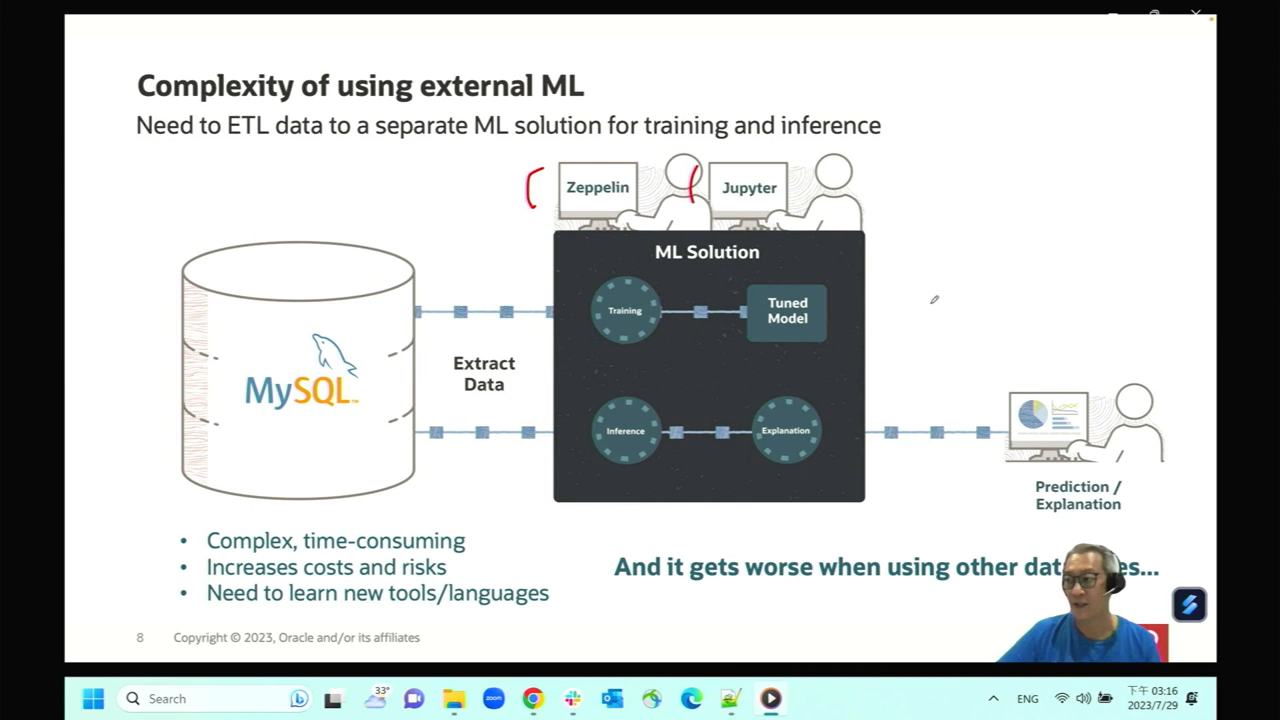 Complexity of using external ML
Need to ETL data to a separate ML solution for training and inference
Zeppelin
Jupyter
ML Solution
Training
Tuned
Model
MySQL™
Extract
Data
Inference
Explanation
Prediction /
Explanation
• Complex, time-consuming
• Increases costs and risks
• Need to learn new tools/languages
And it gets worse when using other
8
Copyright © 2023, Oracle and/or its affiliates
Search
33°
zoom
ENG
下午 03:16
2023/7/29